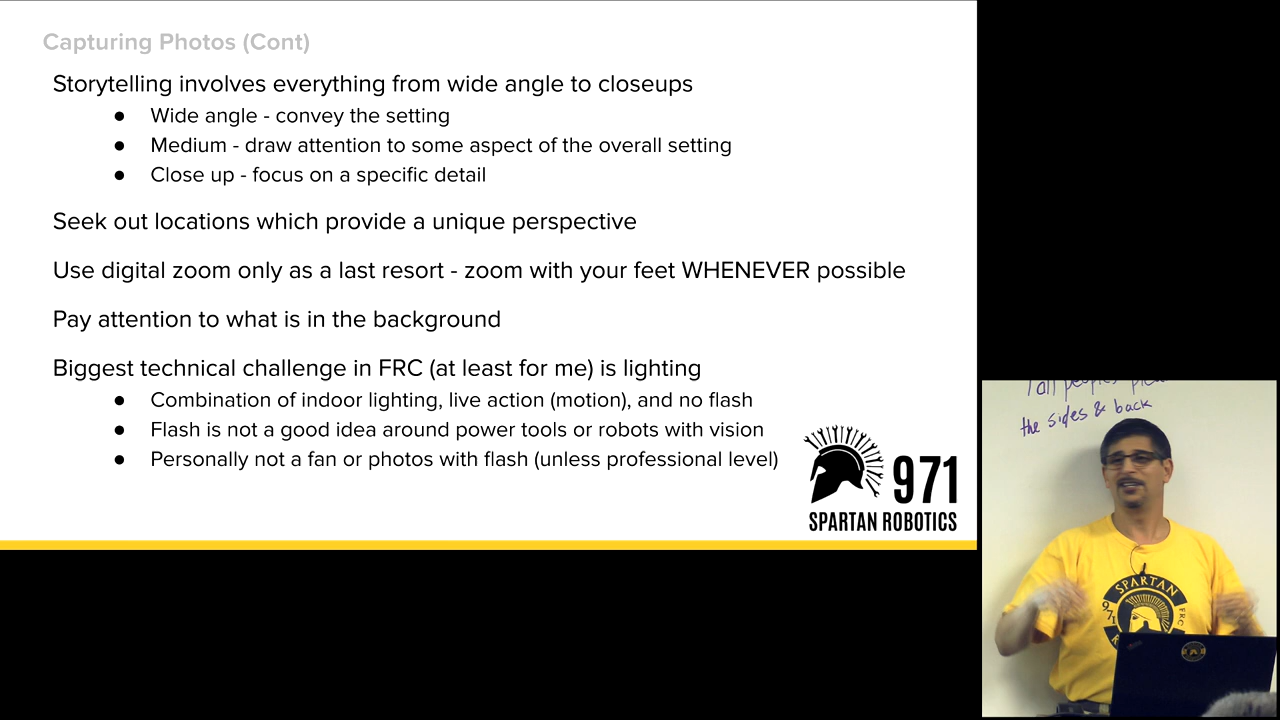 Capturing Photos (Cont)
Storytelling involves everything from wide angle to closeups
● Wide angle - convey the setting
● Medium - draw attention to some aspect of the overall setting
● Close up - focus on a specific detail
Seek out locations which provide a unique perspective
Use digital zoom only as a last resort - zoom with your feet WHENEVER possible
Pay attention to what is in the background
Biggest technical challenge in FRC (at least for me) is lighting
● Combination of indoor lighting, live action (motion), and no flash
● Flash is not a good idea around power tools or robots with vision
● Personally not a fan or photos with flash (unless professional level)
971
SPARTAN ROBOTICS
the sides & back
SPARTAN
971
FRC